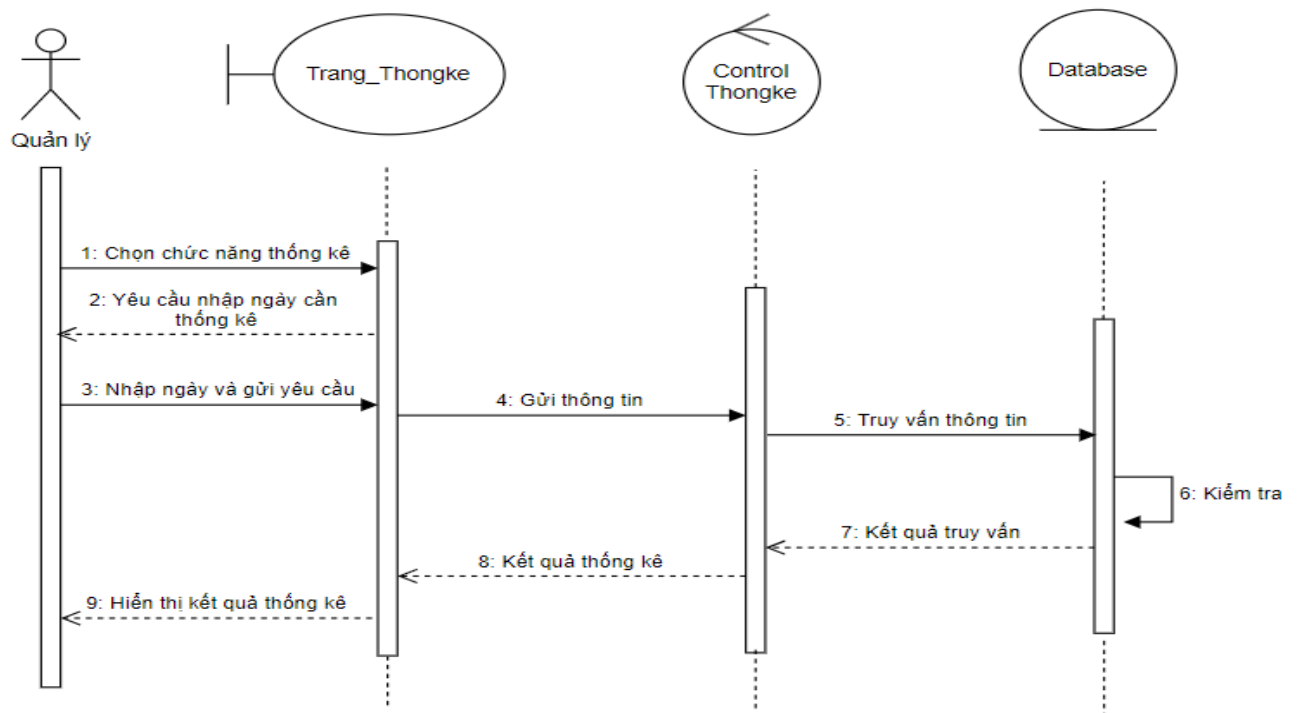 Quản lý
Trang_Thongke
Control
Thongke
Database
1: Chọn chức năng thống kê
2: Yêu cầu nhập ngày cần
thống kê
3: Nhập ngày và gửi yêu cầu
4: Gửi thông tin
5: Truy vấn thông tin
6: Kiểm tra
7: Kết quả truy vấn
8: Kết quả thống kê
9: Hiển thị kết quả thống kê